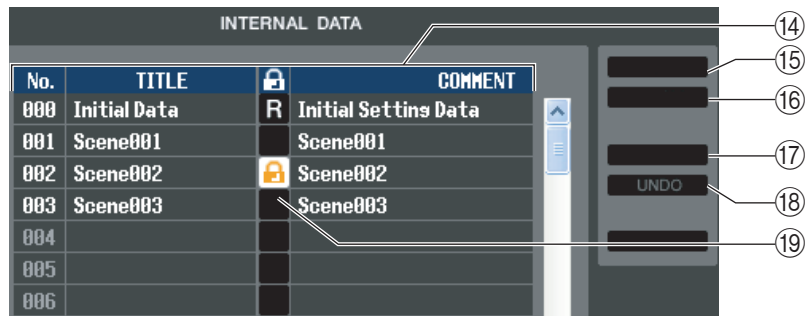 INTERNAL DATA
No. TITLE COMMENT
000 Initial Data R Initial Setting Data
001 Scene001 Scene001
002 Scene002 Scene002
003 Scene003 Scene003
004
005
006
UNDO
⑭
⑮
⑯
⑰
⑱
⑲